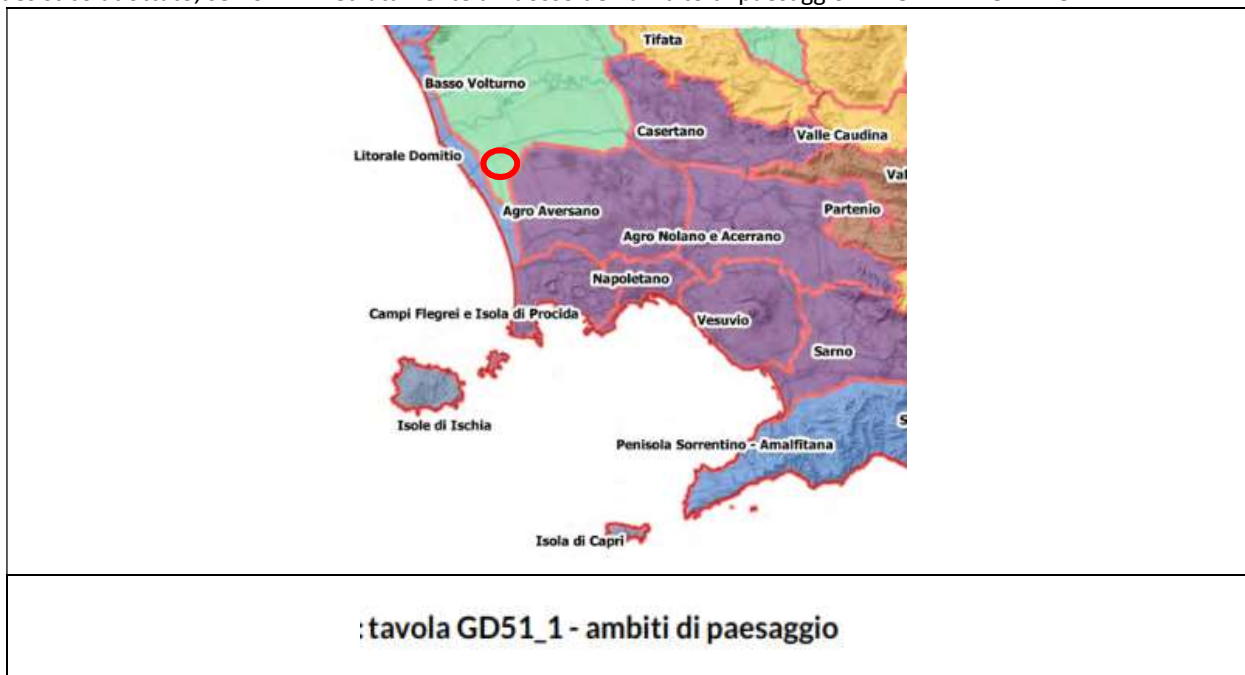 Tifata
Basso Volturno
Casertano
Valle Caudina
Litorale Domitio
Val
Agro Aversano
Partenio
Agro Nolano e Acerrano
Napoletano
Campi Flegrei e Isola di Procida
Vesuvio
Sarno
Isole di Ischia
S
Penisola Sorrentino - Amalfitana
Isola di Capri
: tavola GD51_1 - ambiti di paesaggio